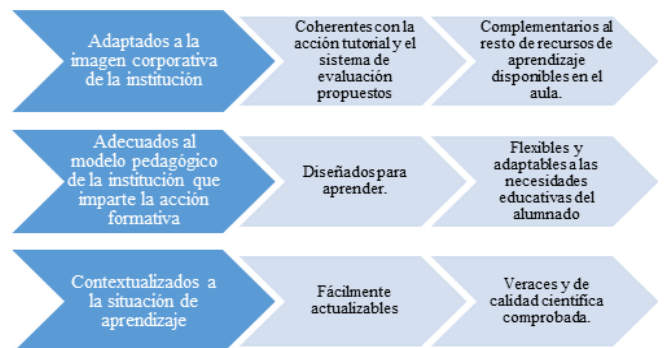 Adaptados a la
imagen corporativa
de la institución
Coherentes con la
acción tutorial y el
sistema de
evaluación
propuestos
Complementarios al
resto de recursos de
aprendizaje
disponibles en el
aula.
Adecuados al
modelo pedagógico
de la institución que
imparte la acción
formativa
Diseñados para
aprender.
Flexibles y
adaptables a las
necesidades
educativas del
alumnado
Contextualizados a
la situación de
aprendizaje
Fácilmente
actualizables
Veraces y de
calidad científica
comprobada.